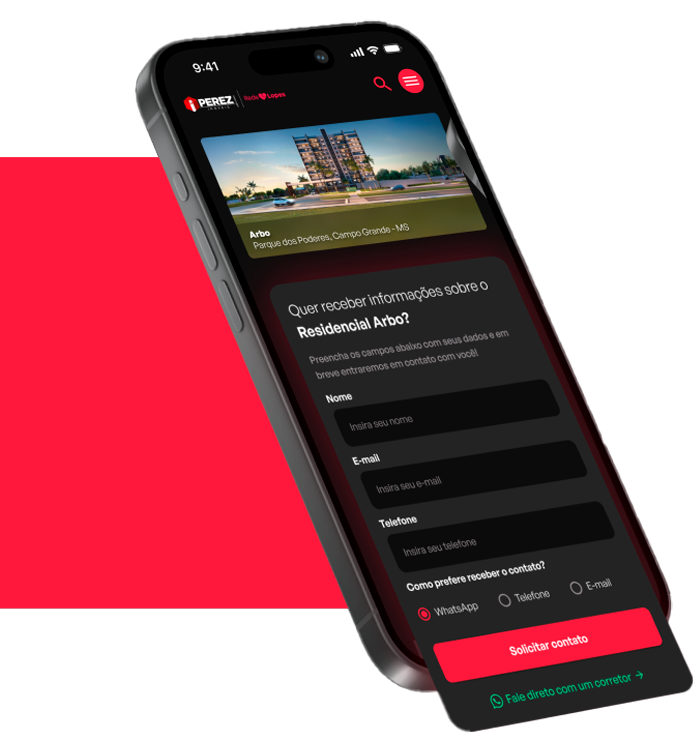 9:41
PEREZ
IMÓVEIS
Rede Lopes
Arbo
Parque dos Poderes, Campo Grande - MS
Quer receber informações sobre o
Residencial Arbo?
Preencha os campos abaixo com seus dados e em
breve entraremos em contato com você!
Nome
Insira seu nome
E-mail
Insira seu e-mail
Telefone
Insira seu telefone
Como prefere receber o contato?
WhatsApp Telefone E-mail
Solicitar contato
Fale direto com um corretor →